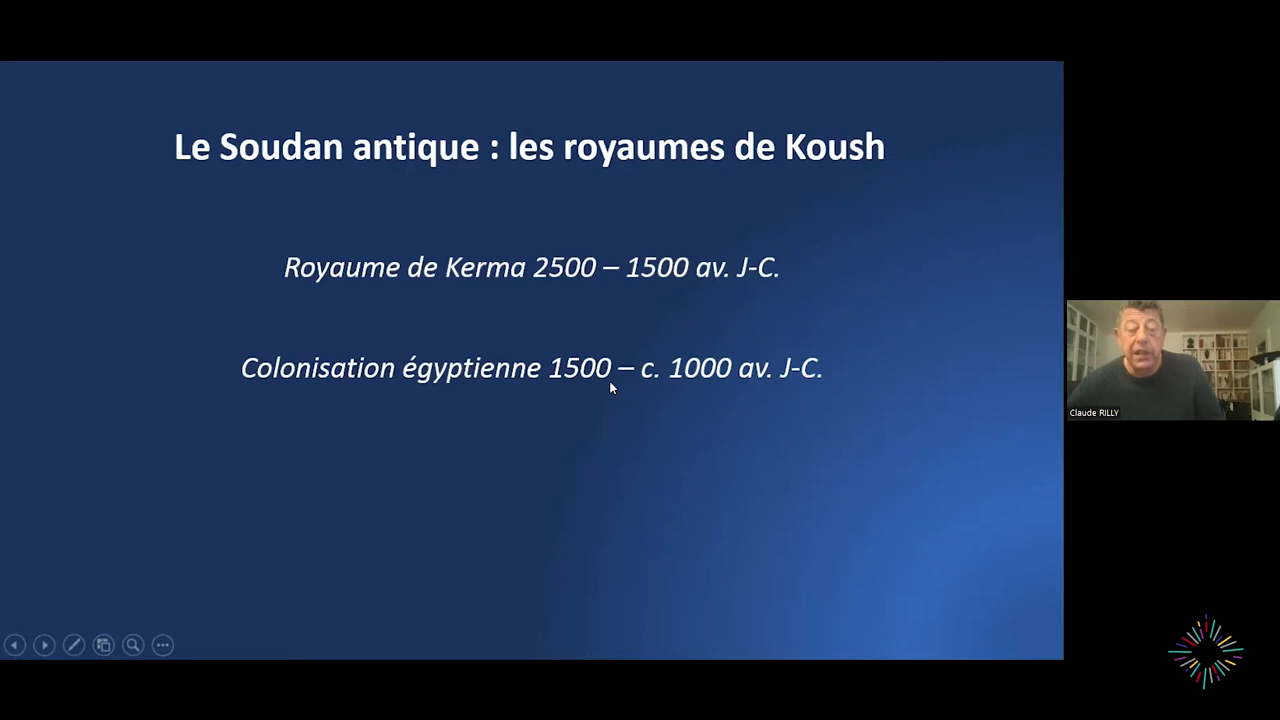 Le Soudan antique : les royaumes de Koush
Royaume de Kerma 2500 – 1500 av. J-C.
Colonisation égyptienne 1500 – c. 1000 av. J-C.
Claude RILLY